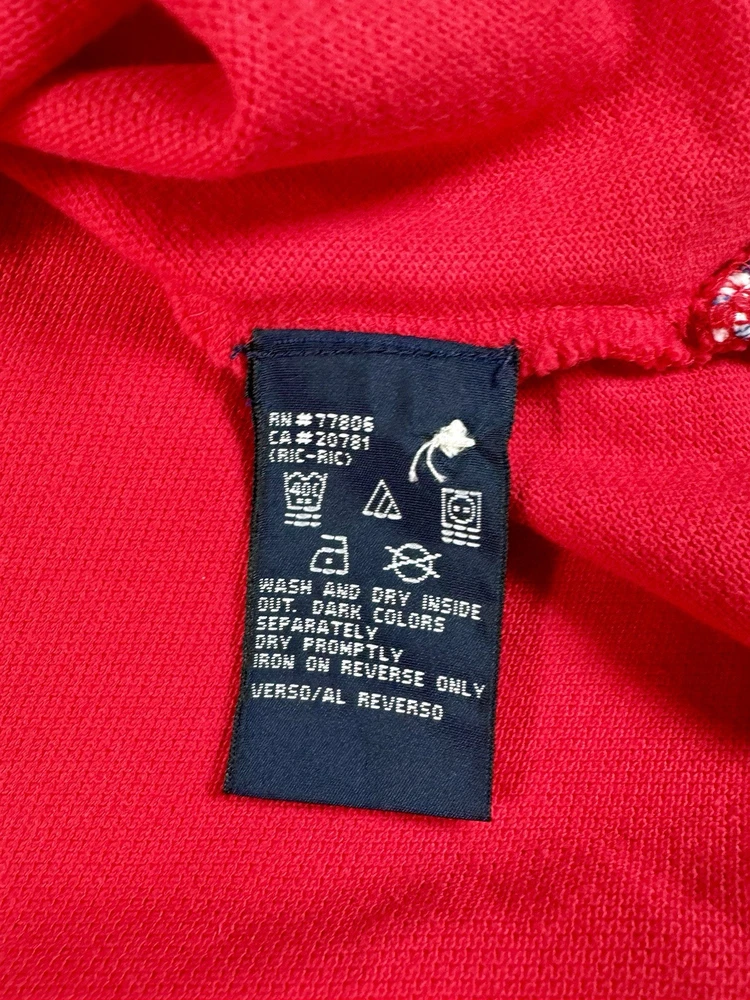 RN#77806
CA#20781
(RIC-RIC)
40C
WASH AND DRY INSIDE
OUT. DARK COLORS
SEPARATELY
DRY PROMPTLY
IRON ON REVERSE ONLY
VERSO/AL REVERSO